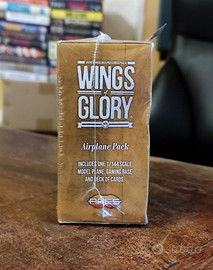 WINGS
of
GLORY
Airplane Pack
INCLUDES ONE 1/144 SCALE
MODEL PLANE, GAMING BASE
AND DECK OF CARDS.
ARES